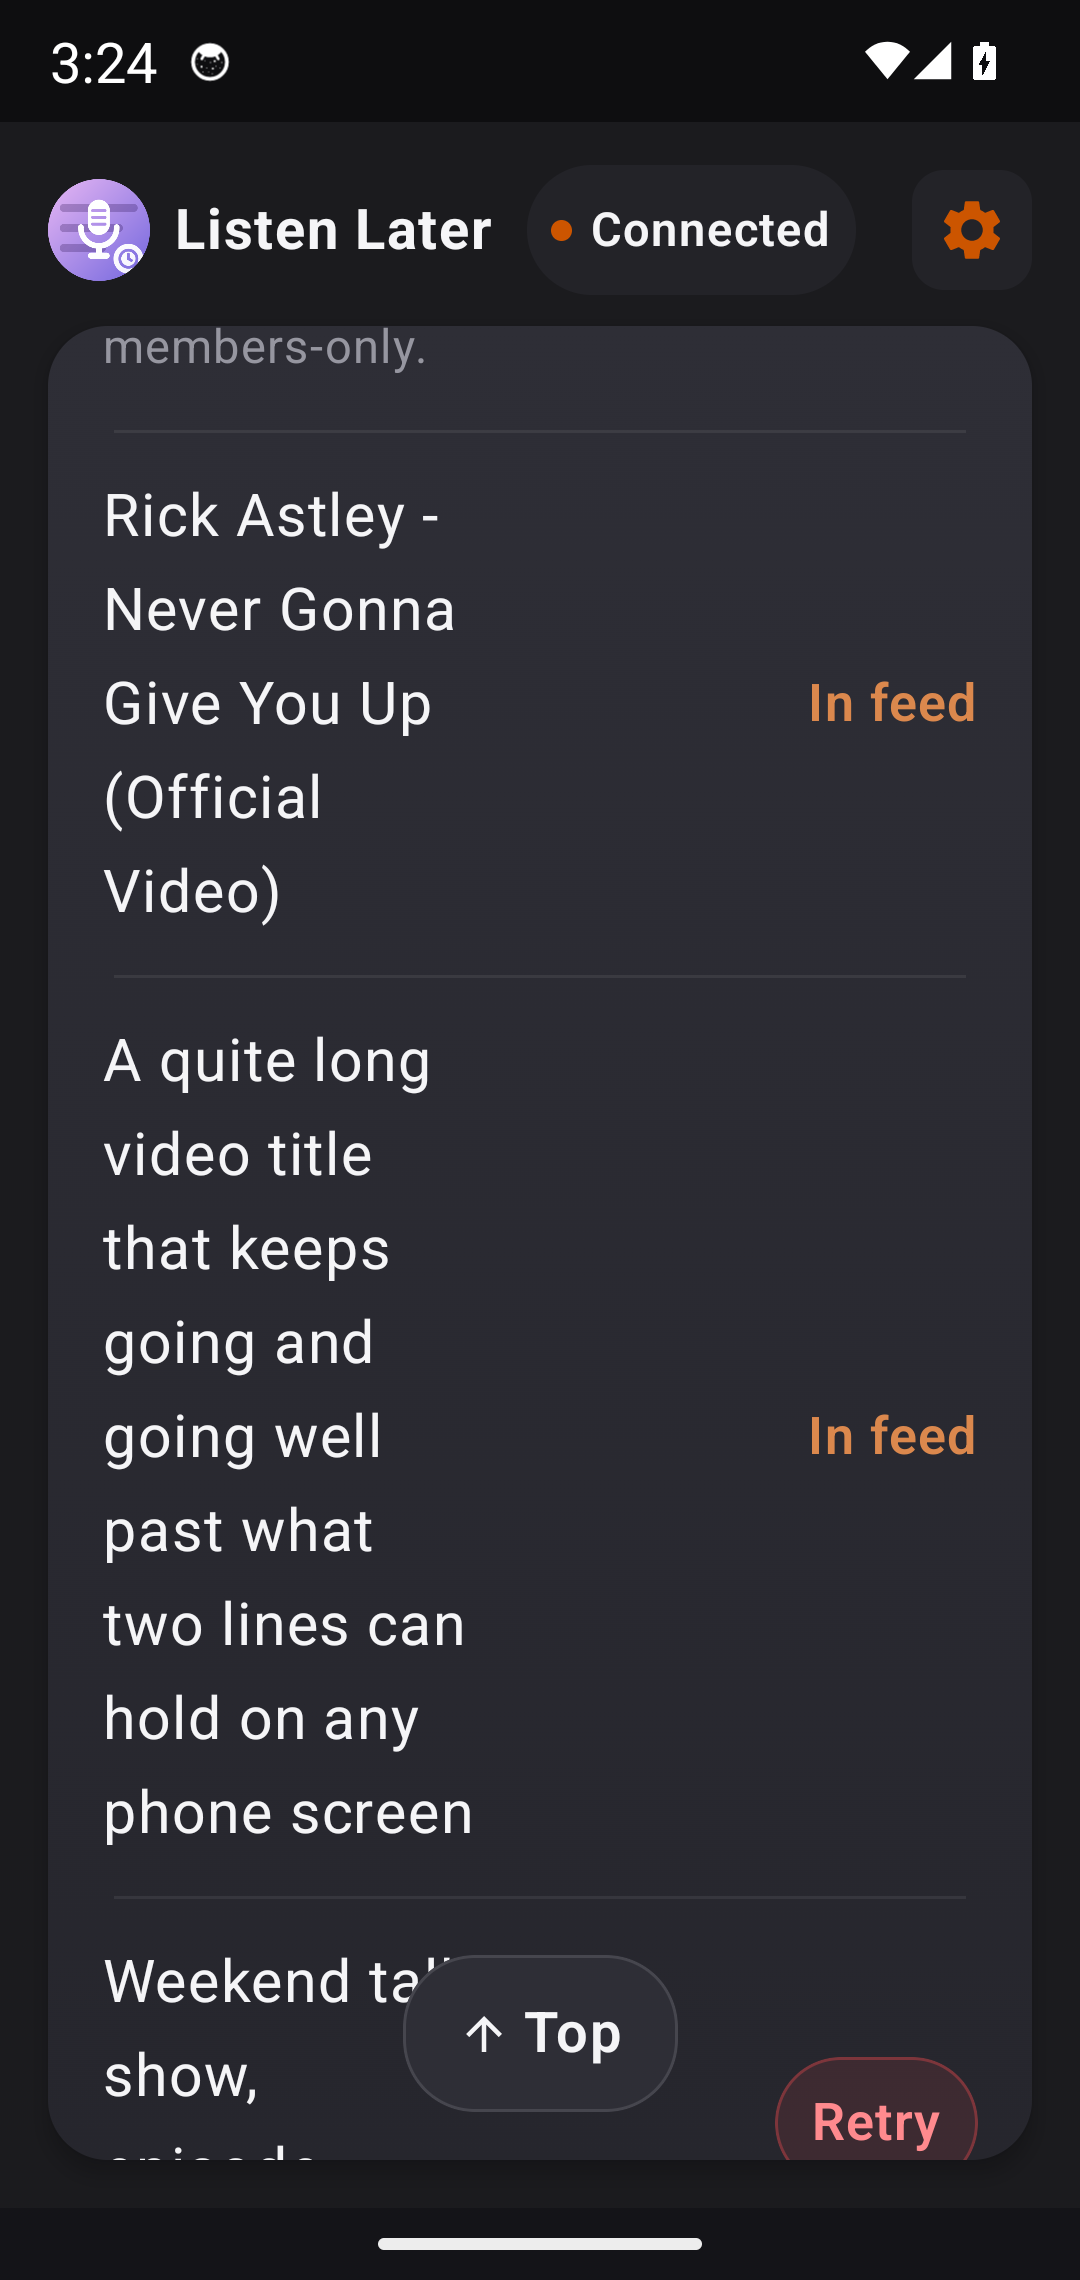 3:24
Listen Later
Connected
members-only.
Rick Astley -
Never Gonna
Give You Up
(Official
Video)
In feed
A quite long
video title
that keeps
going and
going well
past what
two lines can
hold on any
phone screen
In feed
Weekend
show,
↑ Top
Retry